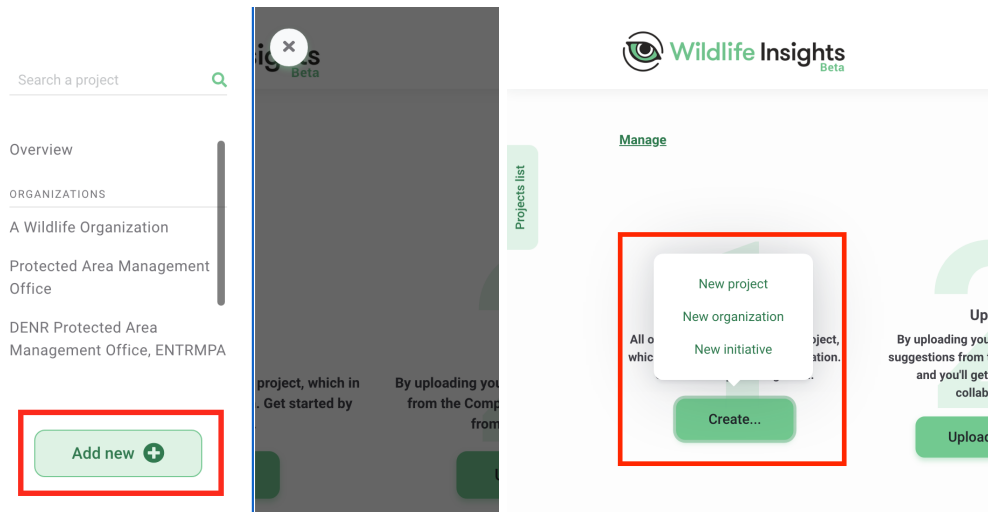 Search a project
Overview
ORGANIZATIONS
A Wildlife Organization
Protected Area Management
Office
DENR Protected Area
Management Office, ENTRMPA
Add new
Beta
project, which in
. Get started by
By uploading you
from the Comp
from
Wildlife Insights
Beta
Manage
Projects list
1
New project
New organization
New initiative
All o
oject,
whic
ation.
Create...
2
Up
By uploading you
suggestions from
and you'll get
collab
Upload